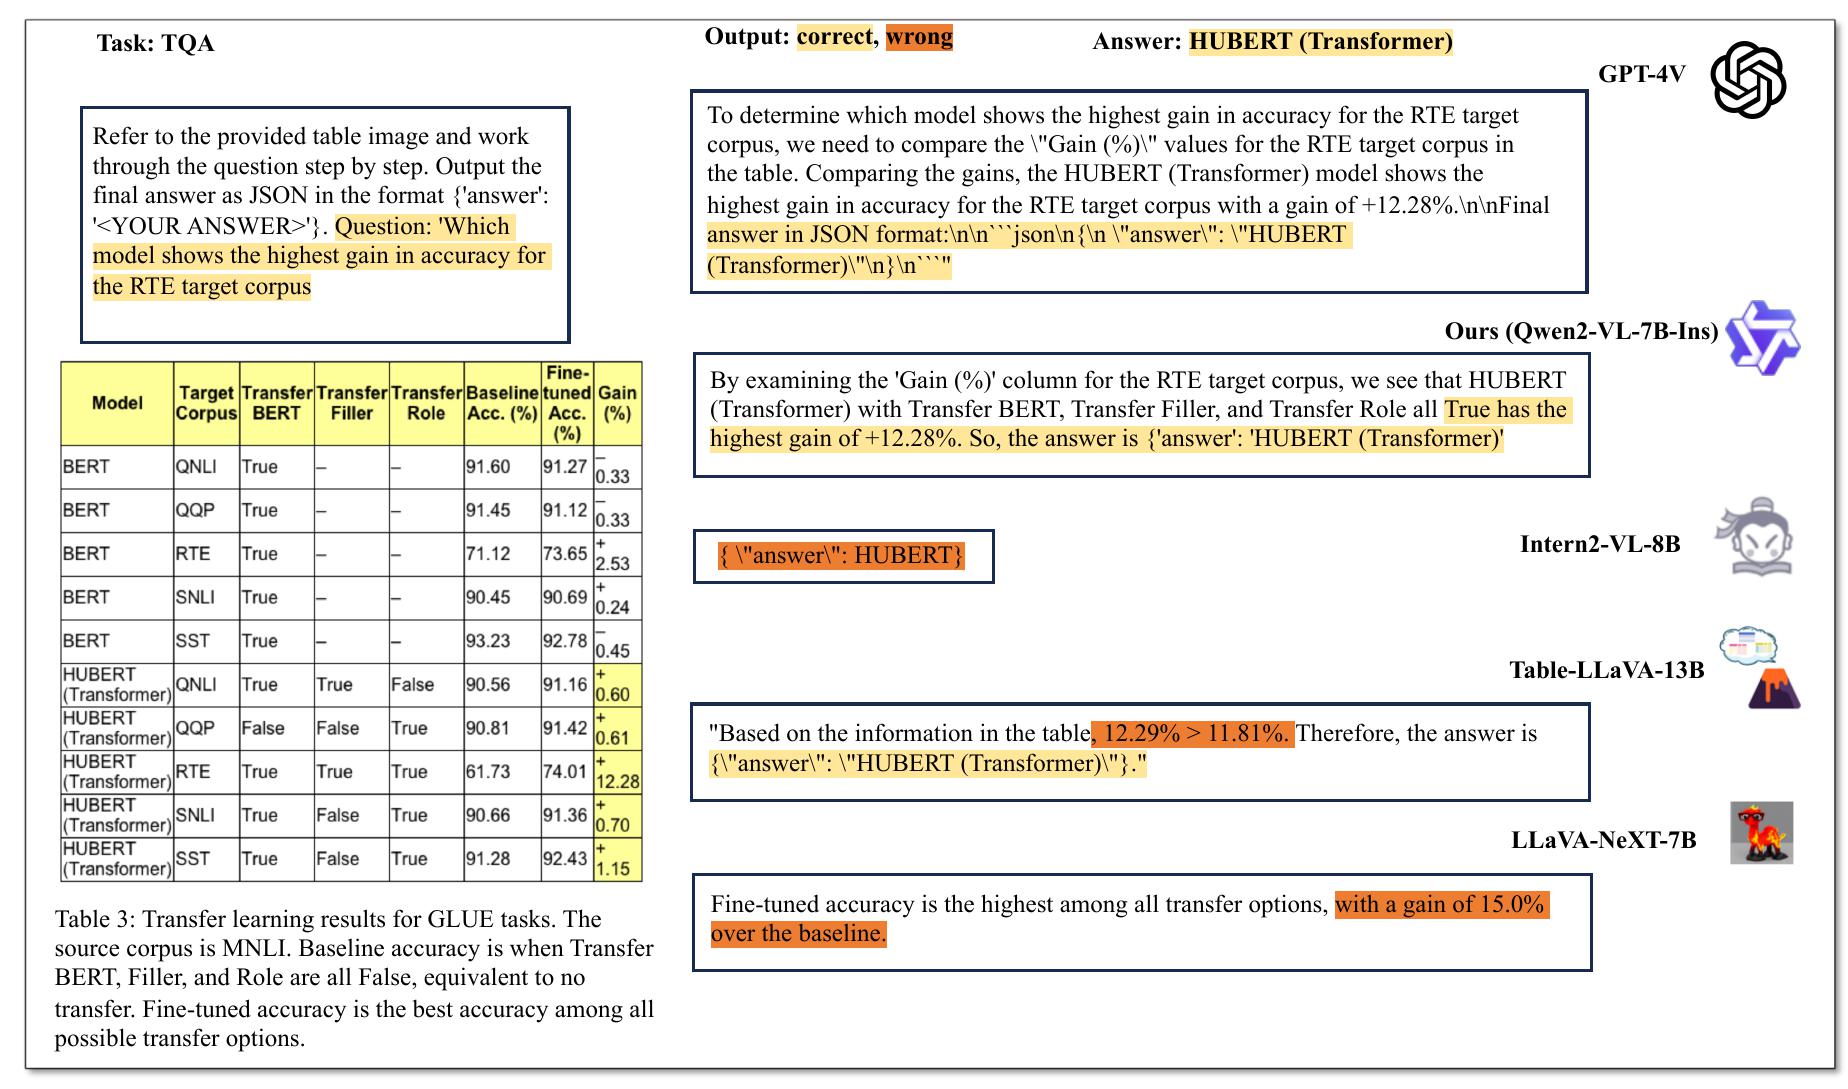 Task: TQA
Output: correct, wrong
Answer: HUBERT (Transformer)
GPT-4V
Refer to the provided table image and work
through the question step by step. Output the
final answer as JSON in the format {'answer':
'<YOUR ANSWER>'}. Question: 'Which
model shows the highest gain in accuracy for
the RTE target corpus
To determine which model shows the highest gain in accuracy for the RTE target
corpus, we need to compare the \"Gain (%)\" values for the RTE target corpus in
the table. Comparing the gains, the HUBERT (Transformer) model shows the
highest gain in accuracy for the RTE target corpus with a gain of +12.28%.\n\nFinal
answer in JSON format:\n\n```json\n{\n \"answer\": \"HUBERT
(Transformer)\"\n}\n```"
Ours (Qwen2-VL-7B-Ins)
By examining the 'Gain (%)' column for the RTE target corpus, we see that HUBERT
(Transformer) with Transfer BERT, Transfer Filler, and Transfer Role all True has the
highest gain of +12.28%. So, the answer is {'answer': 'HUBERT (Transformer)'
Intern2-VL-8B
{ \"answer\": HUBERT}
Table-LLaVA-13B
"Based on the information in the table, 12.29% > 11.81%. Therefore, the answer is
{\"answer\": \"HUBERT (Transformer)\"}."
LLaVA-NeXT-7B
Fine-tuned accuracy is the highest among all transfer options, with a gain of 15.0%
over the baseline.
Model Target Corpus Transfer BERT Transfer Filler Transfer Role Baseline Acc. (%) Fine-tuned Acc. (%) Gain (%)
BERT QNLI True – – 91.60 91.27 – 0.33
BERT QQP True – – 91.45 91.12 – 0.33
BERT RTE True – – 71.12 73.65 + 2.53
BERT SNLI True – – 90.45 90.69 + 0.24
BERT SST True – – 93.23 92.78 – 0.45
HUBERT (Transformer) QNLI True True False 90.56 91.16 + 0.60
HUBERT (Transformer) QQP False False True 90.81 91.42 + 0.61
HUBERT (Transformer) RTE True True True 61.73 74.01 + 12.28
HUBERT (Transformer) SNLI True False True 90.66 91.36 + 0.70
HUBERT (Transformer) SST True False True 91.28 92.43 + 1.15
Table 3: Transfer learning results for GLUE tasks. The
source corpus is MNLI. Baseline accuracy is when Transfer
BERT, Filler, and Role are all False, equivalent to no
transfer. Fine-tuned accuracy is the best accuracy among all
possible transfer options.